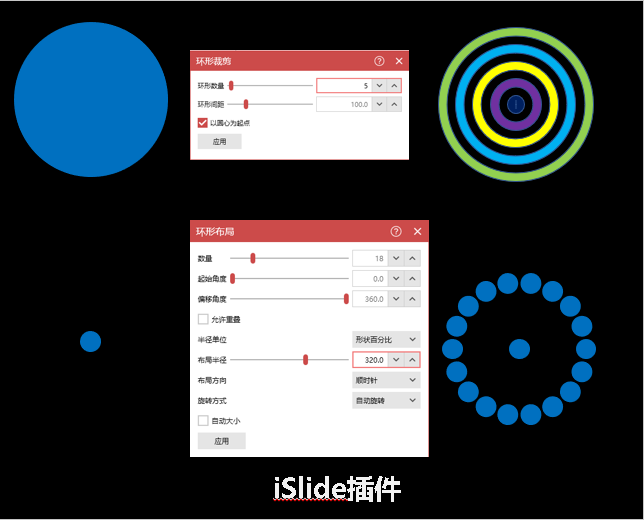 环形裁剪
环形数量 5
环形间距 100.0
以圆心为起点
应用
环形布局
数量 18
起始角度 0.0
偏移角度 360.0
允许重叠
半径单位 形状百分比
布局半径 320.0
布局方向 顺时针
旋转方式 自动旋转
自动大小
应用
iSlide插件